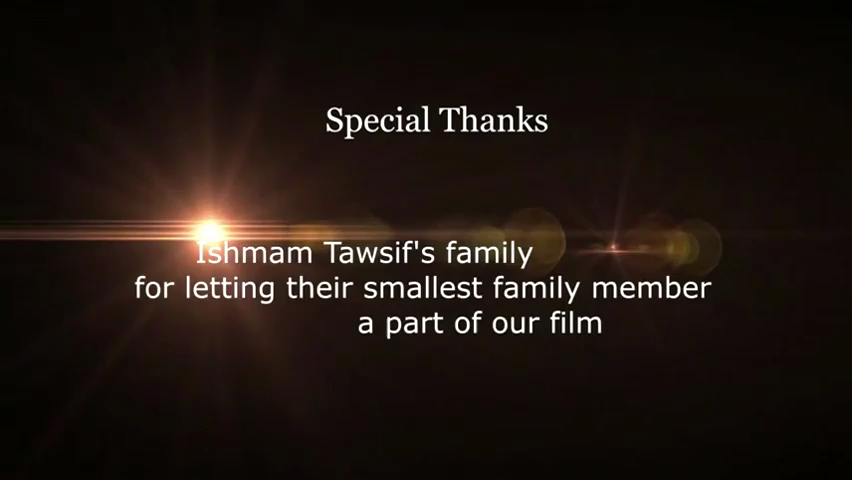 Special Thanks
Ishmam Tawsif's family
for letting their smallest family member
a part of our film